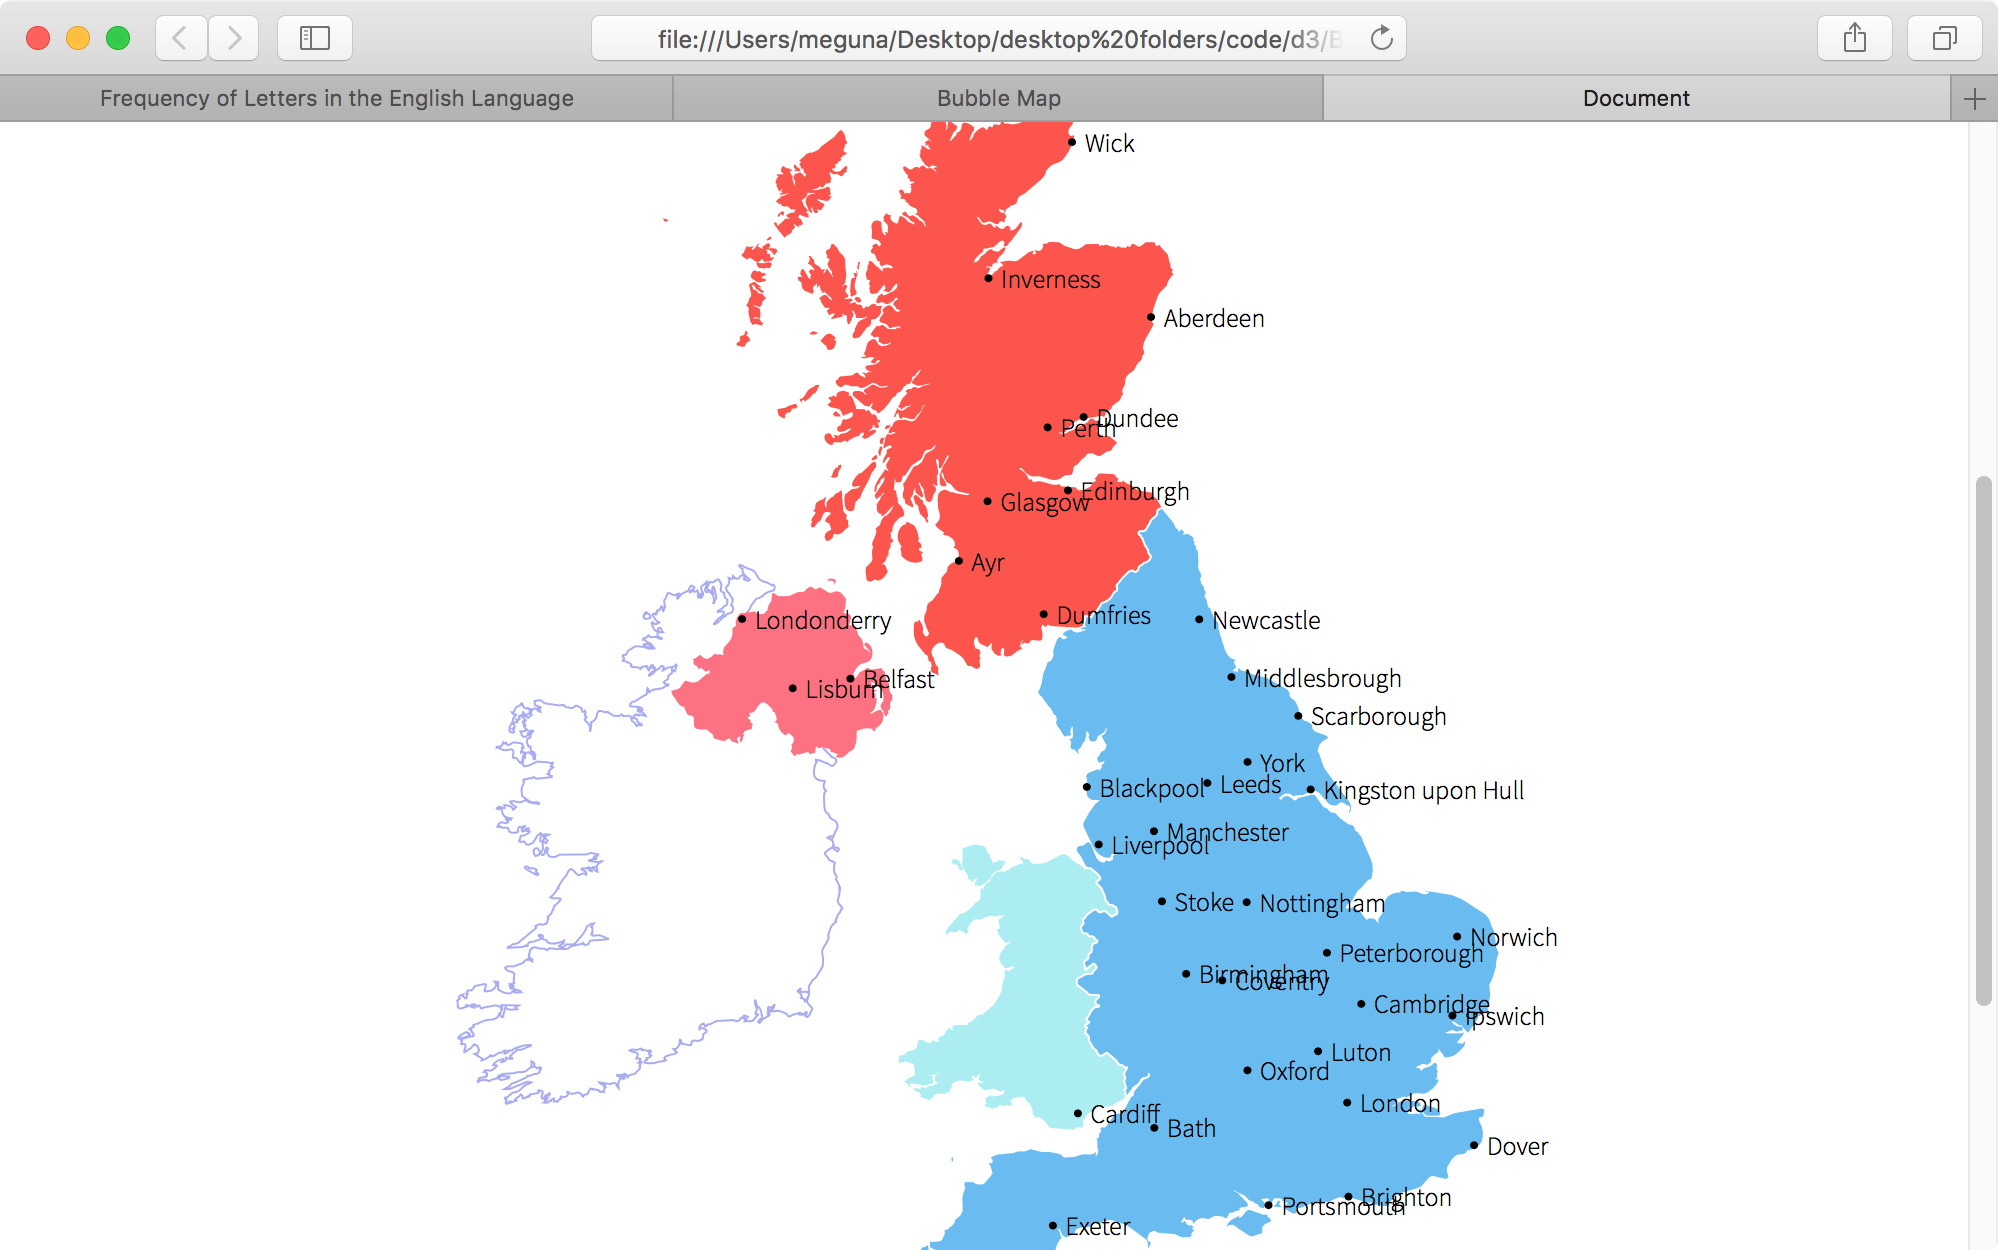 file:///Users/meguna/Desktop/desktop%20folders/code/d3/B
Frequency of Letters in the English Language
Bubble Map
Document
Wick
Inverness
Aberdeen
Dundee
Perth
Edinburgh
Glasgow
Ayr
Dumfries
Londonderry
Newcastle
Belfast
Lisburn
Middlesbrough
Scarborough
York
Leeds
Blackpool
Kingston upon Hull
Manchester
Liverpool
Stoke
Nottingham
Norwich
Peterborough
Birmingham
Coventry
Cambridge
Ipswich
Luton
Oxford
London
Cardiff
Bath
Dover
Brighton
Portsmouth
Exeter